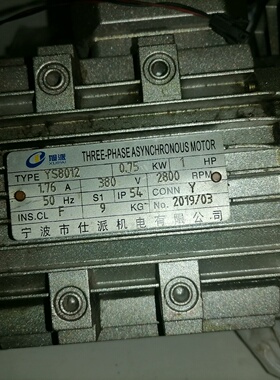 THREE-PHASE ASYNCHRONOUS MOTOR
TYPE YS8012 0.75 KW 1 HP
1.76 A 380 V 2800 RPM
50 Hz S1 IP 54 CONN Y
INS.CL F 9 KG No. 2019/03
宁波市仕派机电有限公司